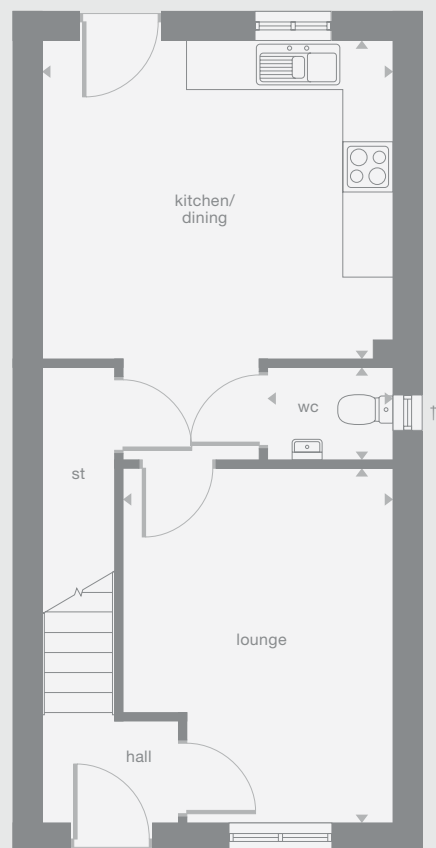 kitchen/
dining
wc
†
st
lounge
hall